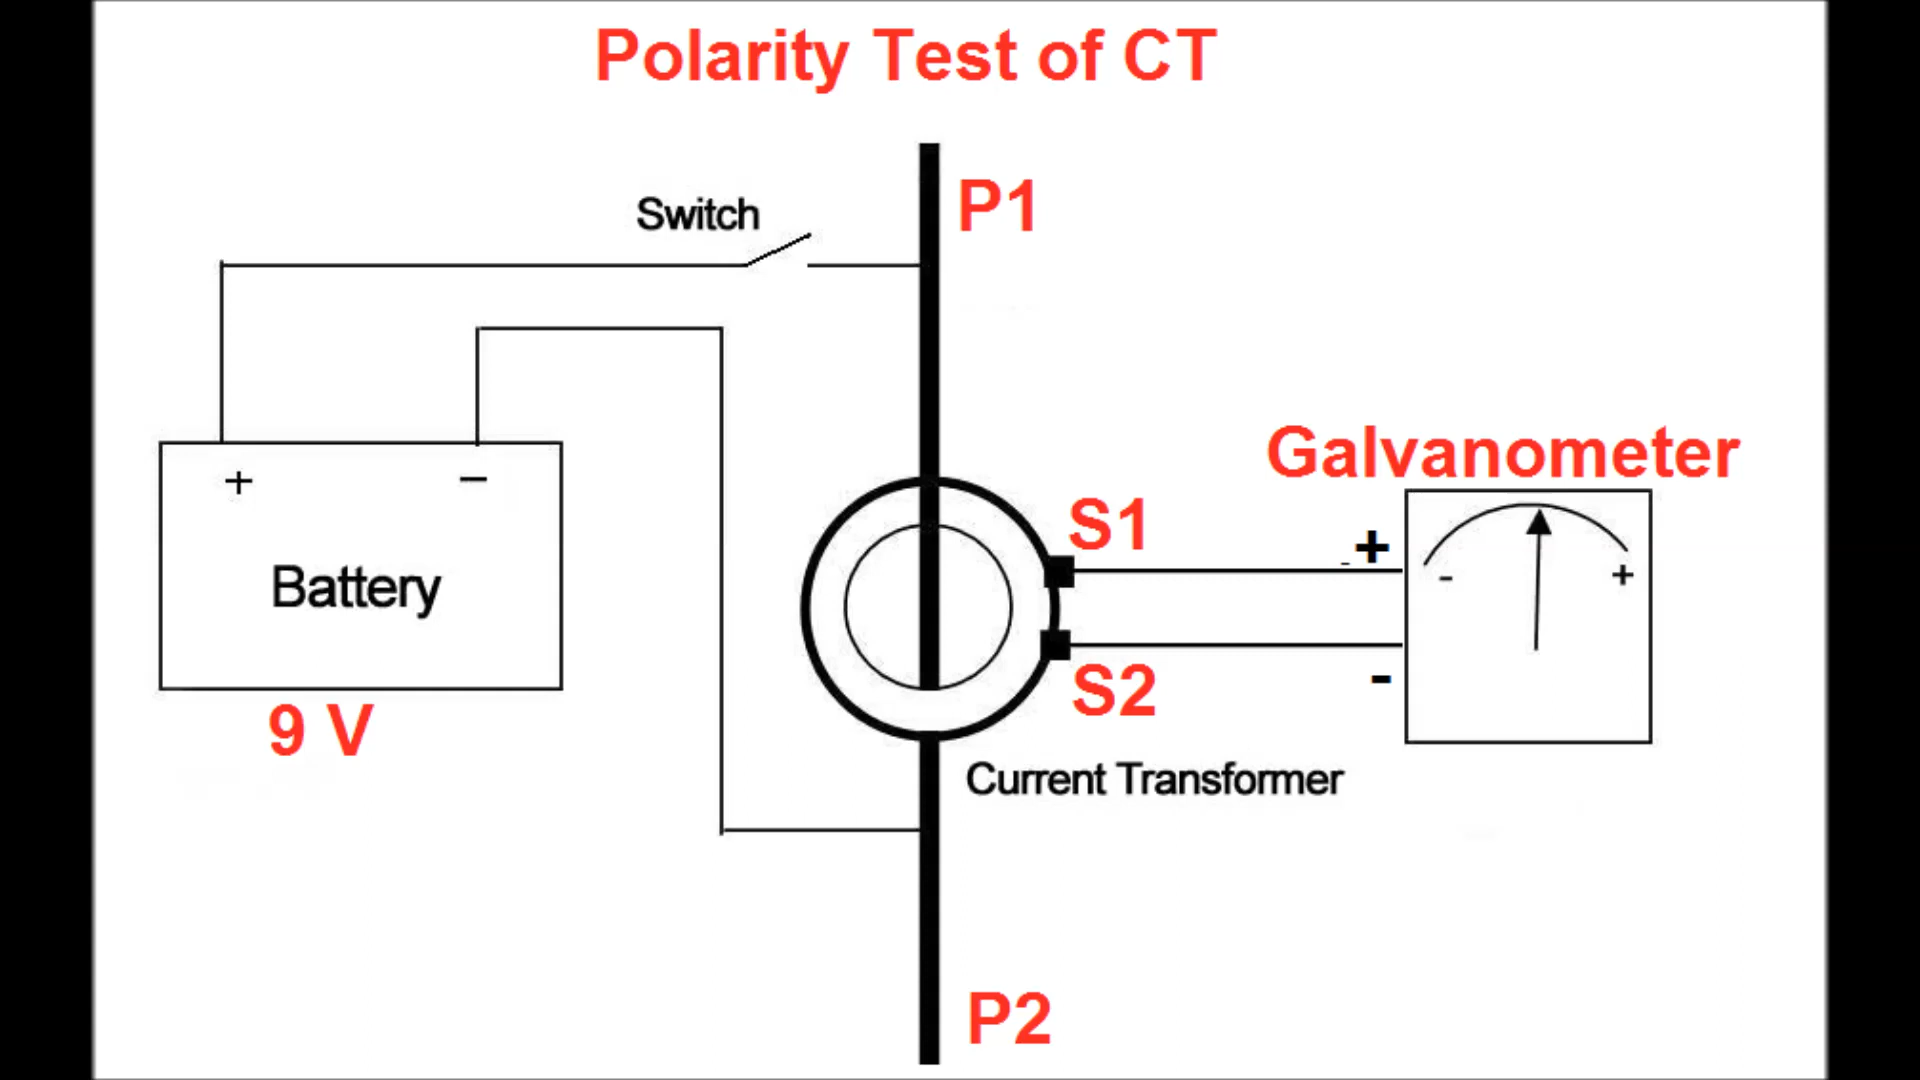 Polarity Test of CT
P1
Switch
Galvanometer
+ −
S1
+
- +
Battery
S2
-
9 V
Current Transformer
P2